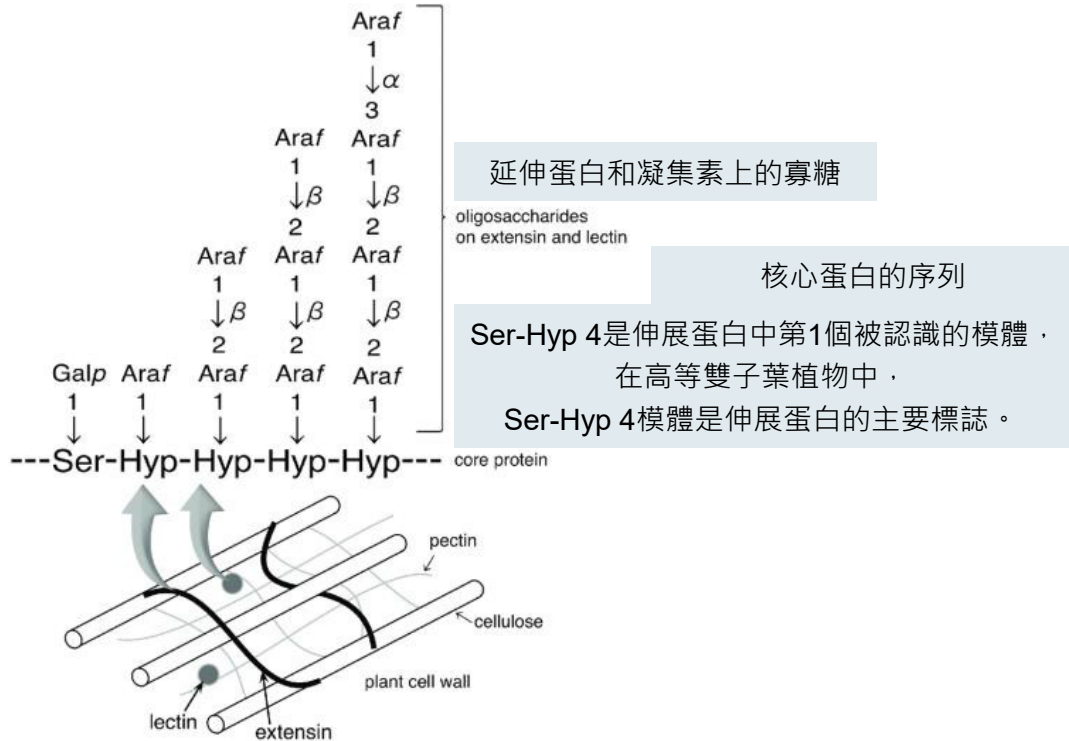 Araf
1
↓α
3
Araf Araf
1 1
↓β ↓β
2 2
Araf Araf Araf
1 1 1
↓β ↓β ↓β
2 2 2
Galp Araf Araf Araf Araf
1 1 1 1 1
↓ ↓ ↓ ↓ ↓
---Ser-Hyp-Hyp-Hyp-Hyp--- core protein
延伸蛋白和凝集素上的寡糖
oligosaccharides
on extensin and lectin
核心蛋白的序列
Ser-Hyp 4是伸展蛋白中第1個被認識的模體，
在高等雙子葉植物中，
Ser-Hyp 4模體是伸展蛋白的主要標誌。
pectin
cellulose
plant cell wall
lectin
extensin